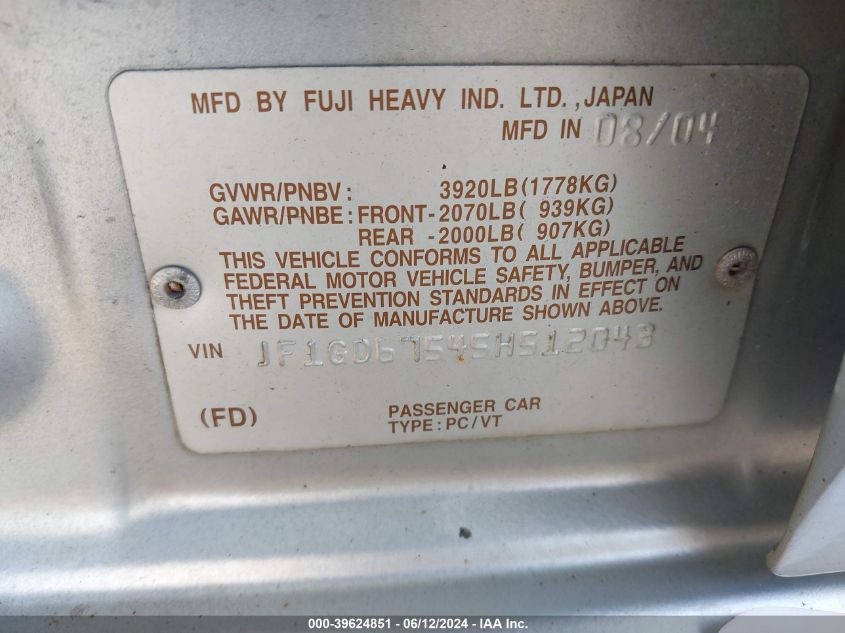 MFD BY FUJI HEAVY IND. LTD.,JAPAN
MFD IN 08/04
GVWR/PNBV: 3920LB(1778KG)
GAWR/PNBE:FRONT-2070LB( 939KG)
REAR -2000LB( 907KG)
THIS VEHICLE CONFORMS TO ALL APPLICABLE
FEDERAL MOTOR VEHICLE SAFETY, BUMPER, AND
THEFT PREVENTION STANDARDS IN EFFECT ON
THE DATE OF MANUFACTURE SHOWN ABOVE.
VIN JF1GD67545H512043
(FD) PASSENGER CAR
TYPE:PC/VT
000-39624851 - 06/12/2024 - IAA Inc.